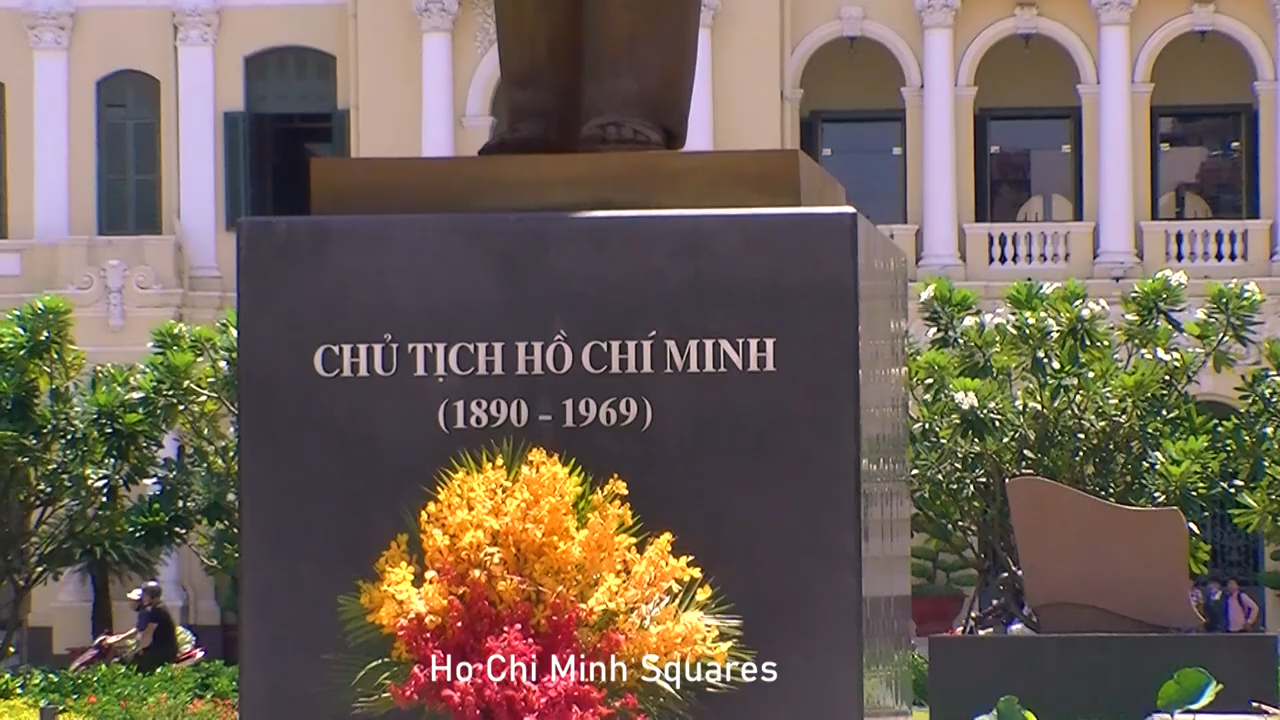 CHỦ TỊCH HỒ CHÍ MINH
(1890 - 1969)
Ho Chi Minh Squares